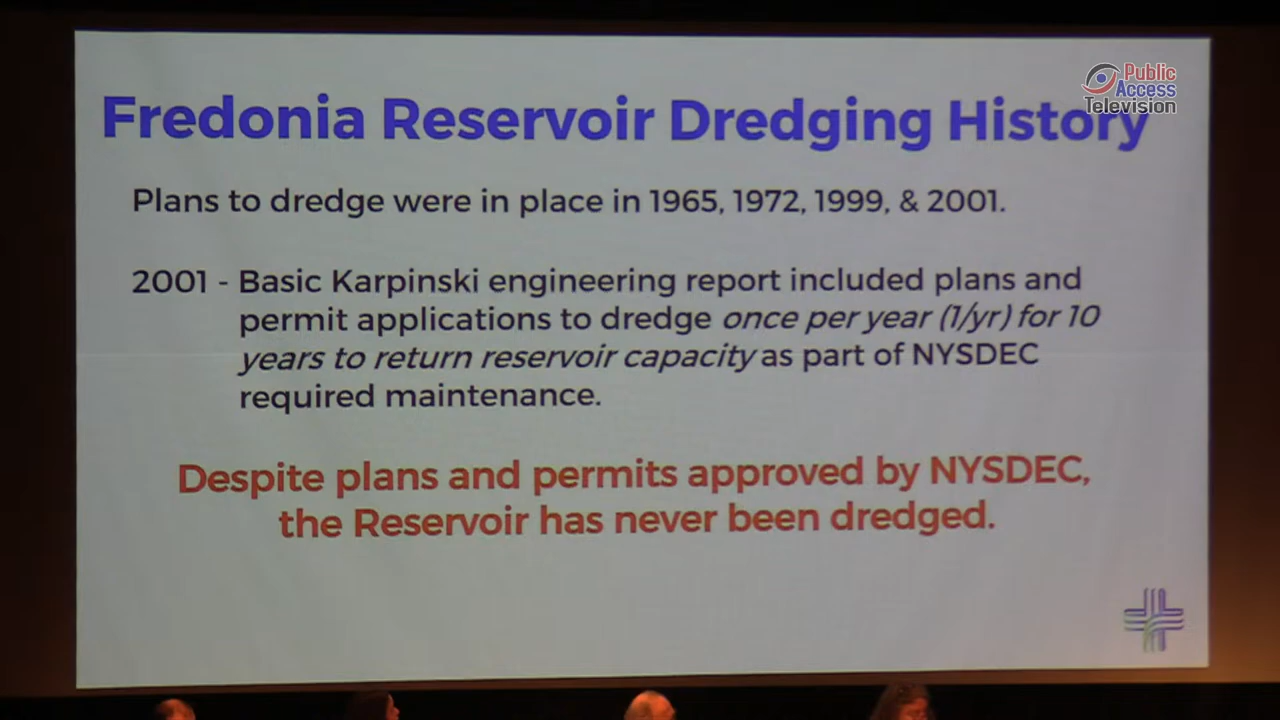 Public
Access
Television
Fredonia Reservoir Dredging History
Plans to dredge were in place in 1965, 1972, 1999, & 2001.
2001 - Basic Karpinski engineering report included plans and
permit applications to dredge once per year (1/yr) for 10
years to return reservoir capacity as part of NYSDEC
required maintenance.
Despite plans and permits approved by NYSDEC,
the Reservoir has never been dredged.